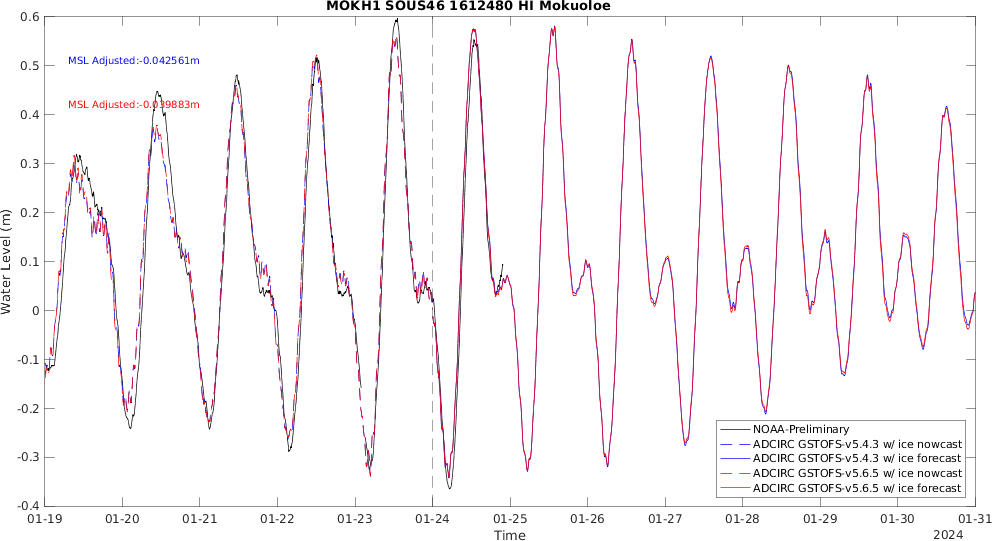 MOKH1 SOUS46 1612480 HI Mokuoloe
0.6
0.5
0.4
0.3
0.2
0.1
0
-0.1
-0.2
-0.3
-0.4
Water Level (m)
MSL Adjusted:-0.042561m
MSL Adjusted:-0.039883m
NOAA-Preliminary
ADCIRC GSTOFS-v5.4.3 w/ ice nowcast
ADCIRC GSTOFS-v5.4.3 w/ ice forecast
ADCIRC GSTOFS-v5.6.5 w/ ice nowcast
ADCIRC GSTOFS-v5.6.5 w/ ice forecast
01-19 01-20 01-21 01-22 01-23 01-24 01-25 01-26 01-27 01-28 01-29 01-30 01-31
Time
2024